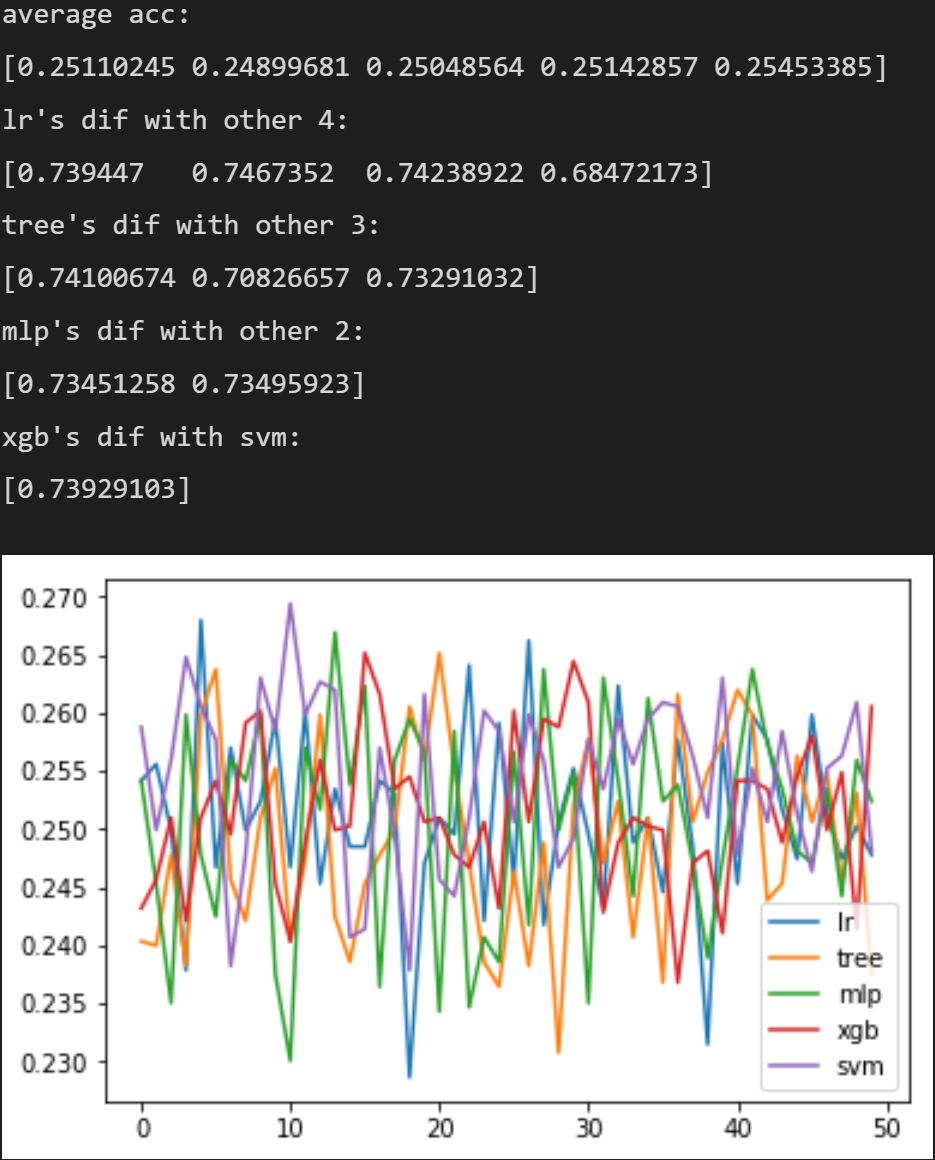 average acc:
[0.25110245 0.24899681 0.25048564 0.25142857 0.25453385]
lr's dif with other 4:
[0.739447   0.7467352  0.74238922 0.68472173]
tree's dif with other 3:
[0.74100674 0.70826657 0.73291032]
mlp's dif with other 2:
[0.73451258 0.73495923]
xgb's dif with svm:
[0.73929103]
0.270
0.265
0.260
0.255
0.250
0.245
0.240
0.235
0.230
lr
tree
mlp
xgb
svm
0 10 20 30 40 50